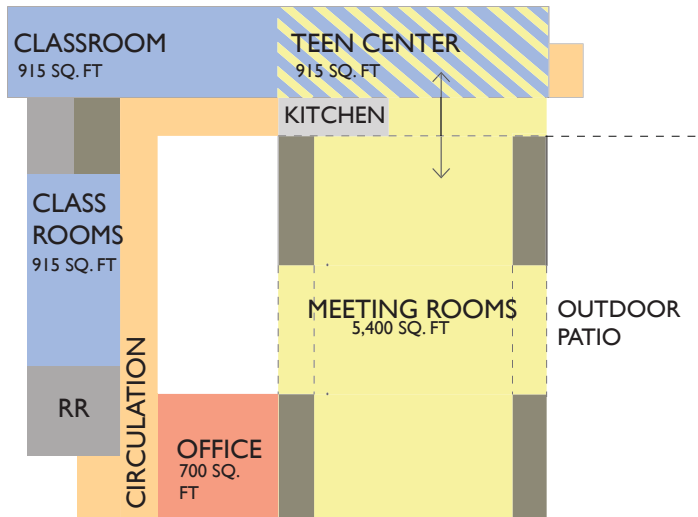 CLASSROOM
915 SQ. FT
TEEN CENTER
915 SQ. FT
KITCHEN
CLASS
ROOMS
915 SQ. FT
MEETING ROOMS
5,400 SQ. FT
OUTDOOR
PATIO
RR
CIRCULATION
OFFICE
700 SQ.
FT